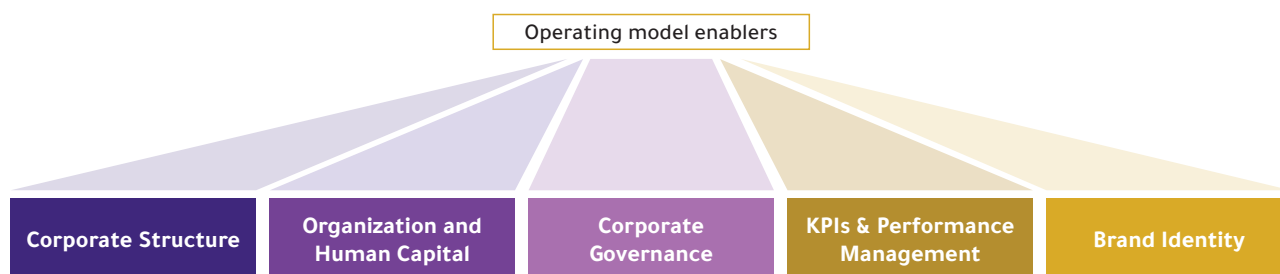 Operating model enablers
Corporate Structure
Organization and
Human Capital
Corporate
Governance
KPIs & Performance
Management
Brand Identity